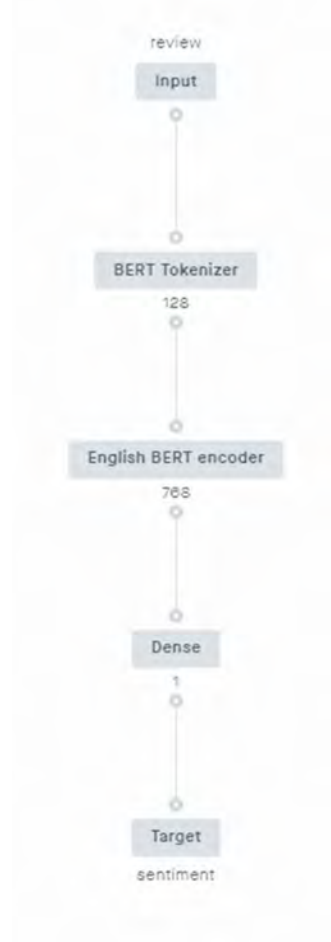 review
Input
BERT Tokenizer
128
English BERT encoder
768
Dense
1
Target
sentiment